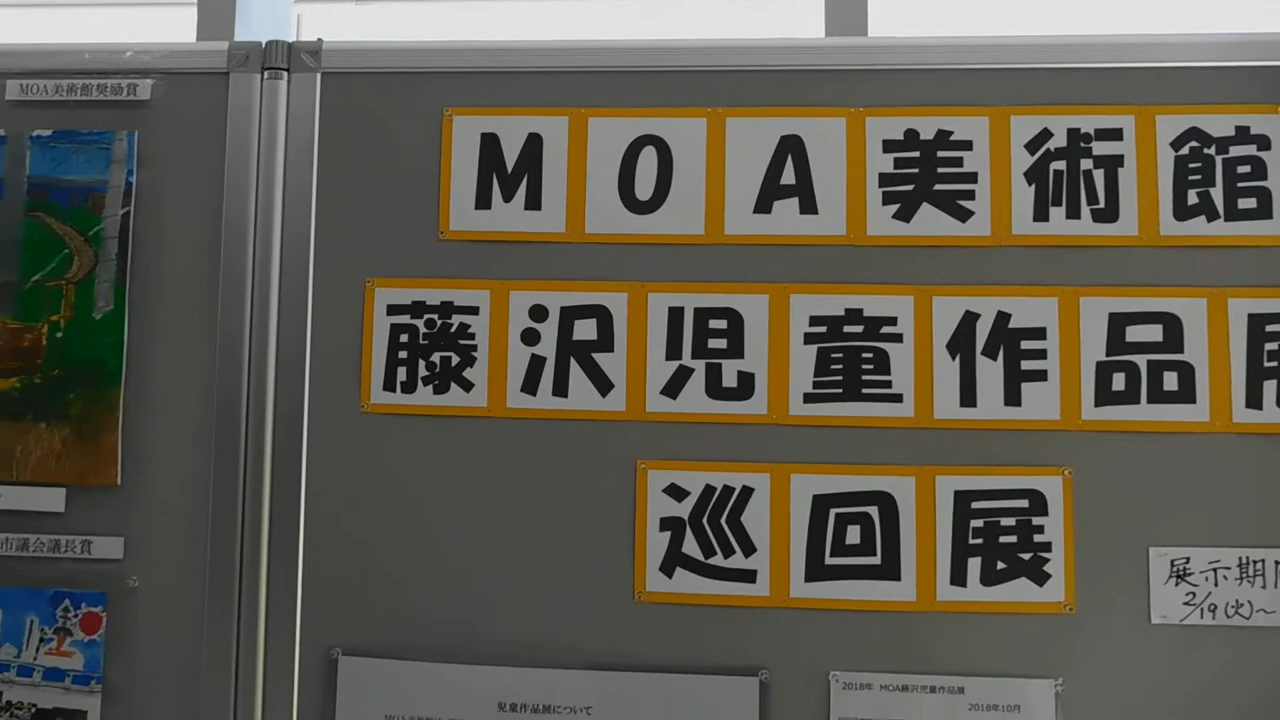 MOA美術館奨励賞
MOA美術館
藤沢児童作品展
巡回展
市議会議長賞
展示期
2/19(火)~
児童作品展について
2018年 MOA藤沢児童作品展
2018年10月